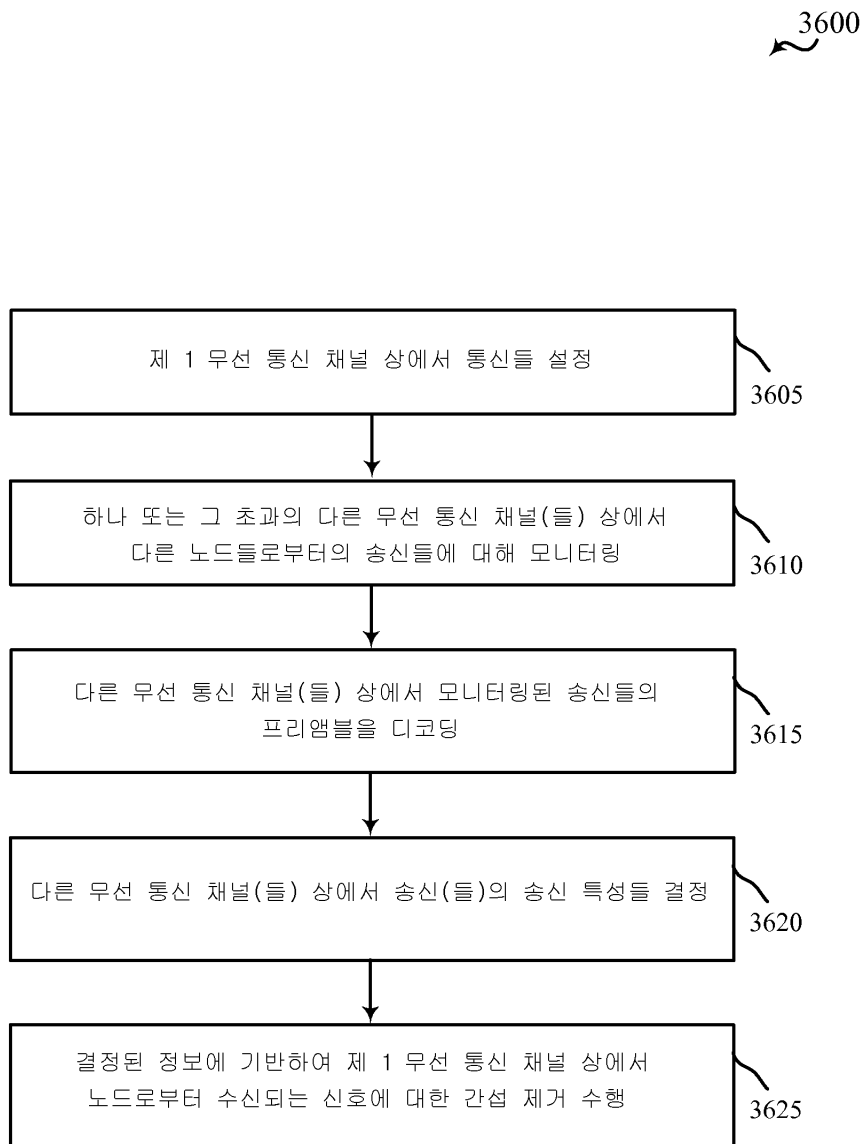 3600
제 1 무선 통신 채널 상에서 통신들 설정
3605
하나 또는 그 초과의 다른 무선 통신 채널(들) 상에서
다른 노드들로부터의 송신들에 대해 모니터링
3610
다른 무선 통신 채널(들) 상에서 모니터링된 송신들의
프리앰블을 디코딩
3615
다른 무선 통신 채널(들) 상에서 송신(들)의 송신 특성들 결정
3620
결정된 정보에 기반하여 제 1 무선 통신 채널 상에서
노드로부터 수신되는 신호에 대한 간섭 제거 수행
3625